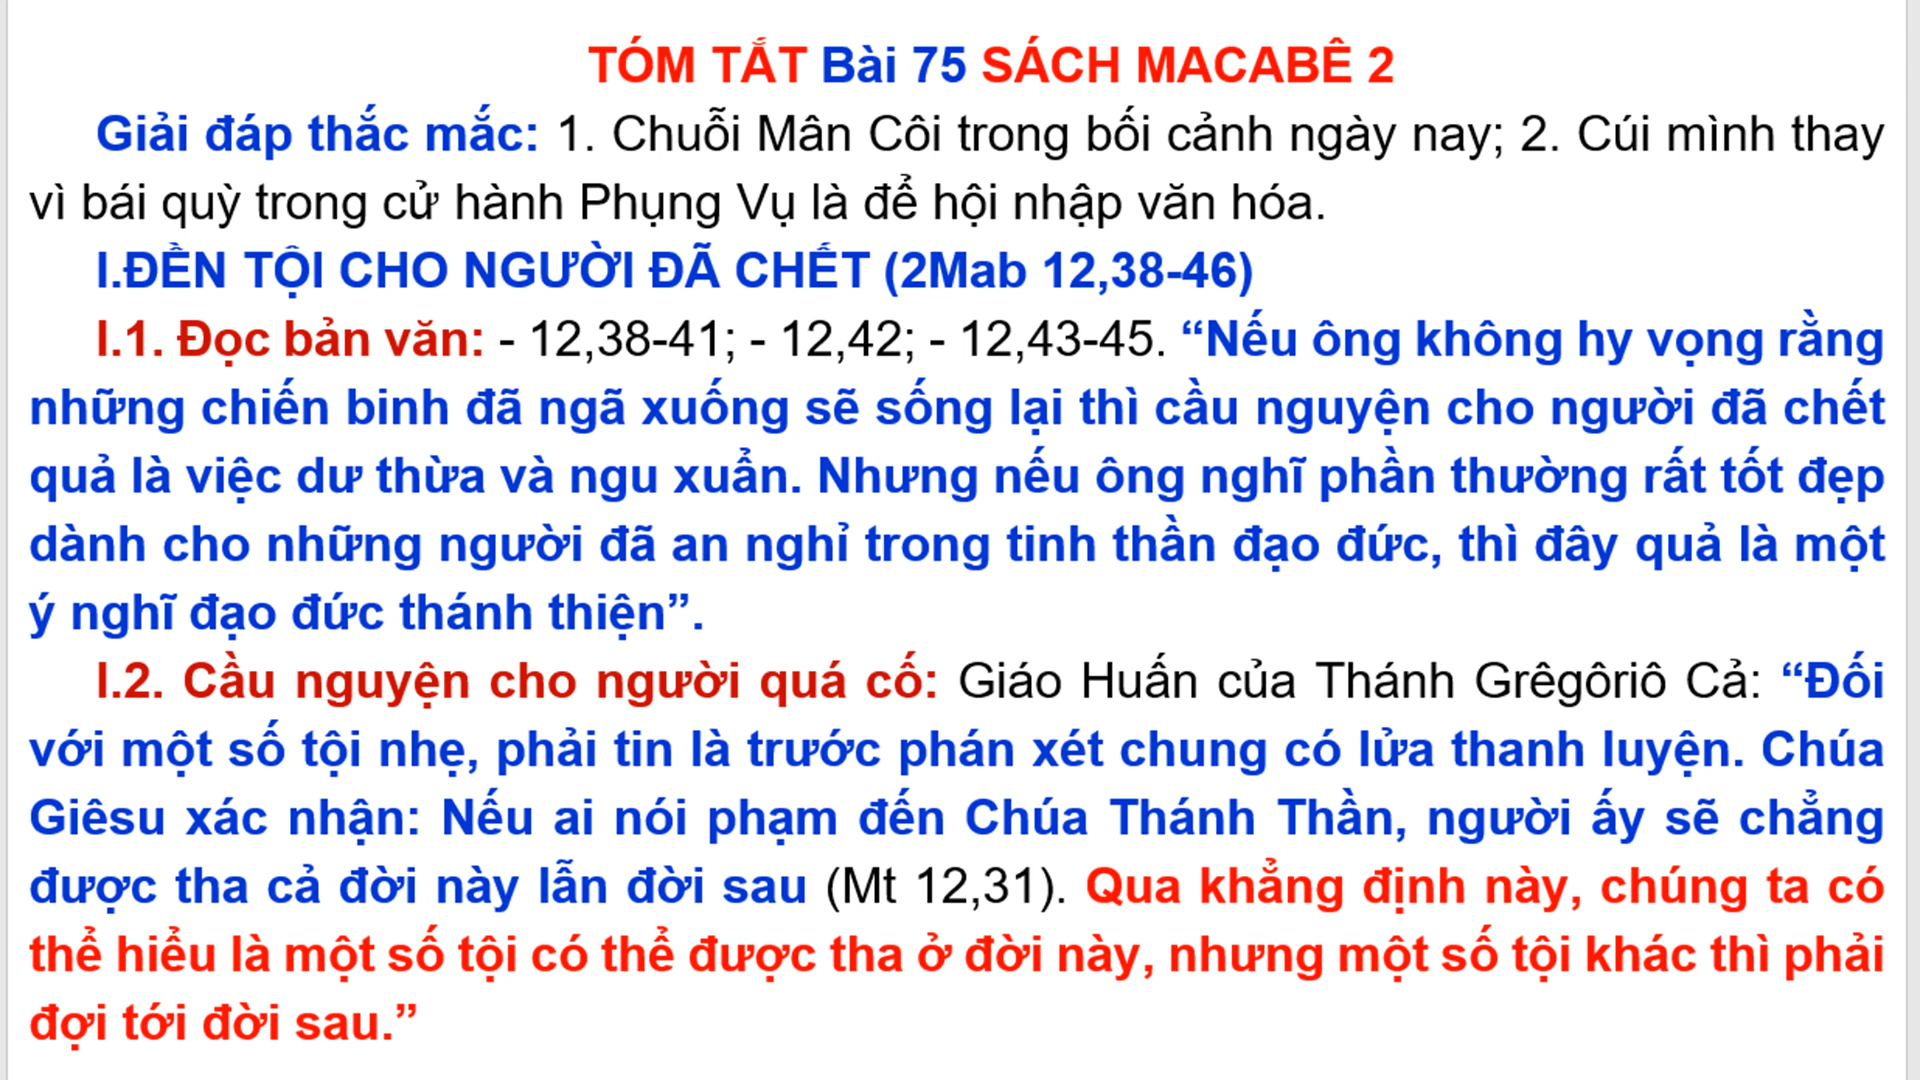 TÓM TẮT Bài 75 SÁCH MACABÊ 2
Giải đáp thắc mắc: 1. Chuỗi Mân Côi trong bối cảnh ngày nay; 2. Cúi mình thay
vì bái quỳ trong cử hành Phụng Vụ là để hội nhập văn hóa.
I.ĐỀN TỘI CHO NGƯỜI ĐÃ CHẾT (2Mab 12,38-46)
I.1. Đọc bản văn: - 12,38-41; - 12,42; - 12,43-45. “Nếu ông không hy vọng rằng
những chiến binh đã ngã xuống sẽ sống lại thì cầu nguyện cho người đã chết
quả là việc dư thừa và ngu xuẩn. Nhưng nếu ông nghĩ phần thường rất tốt đẹp
dành cho những người đã an nghỉ trong tinh thần đạo đức, thì đây quả là một
ý nghĩ đạo đức thánh thiện”.
I.2. Cầu nguyện cho người quá cố: Giáo Huấn của Thánh Grêgôriô Cả: “Đối
với một số tội nhẹ, phải tin là trước phán xét chung có lửa thanh luyện. Chúa
Giêsu xác nhận: Nếu ai nói phạm đến Chúa Thánh Thần, người ấy sẽ chẳng
được tha cả đời này lẫn đời sau (Mt 12,31). Qua khẳng định này, chúng ta có
thể hiểu là một số tội có thể được tha ở đời này, nhưng một số tội khác thì phải
đợi tới đời sau.”